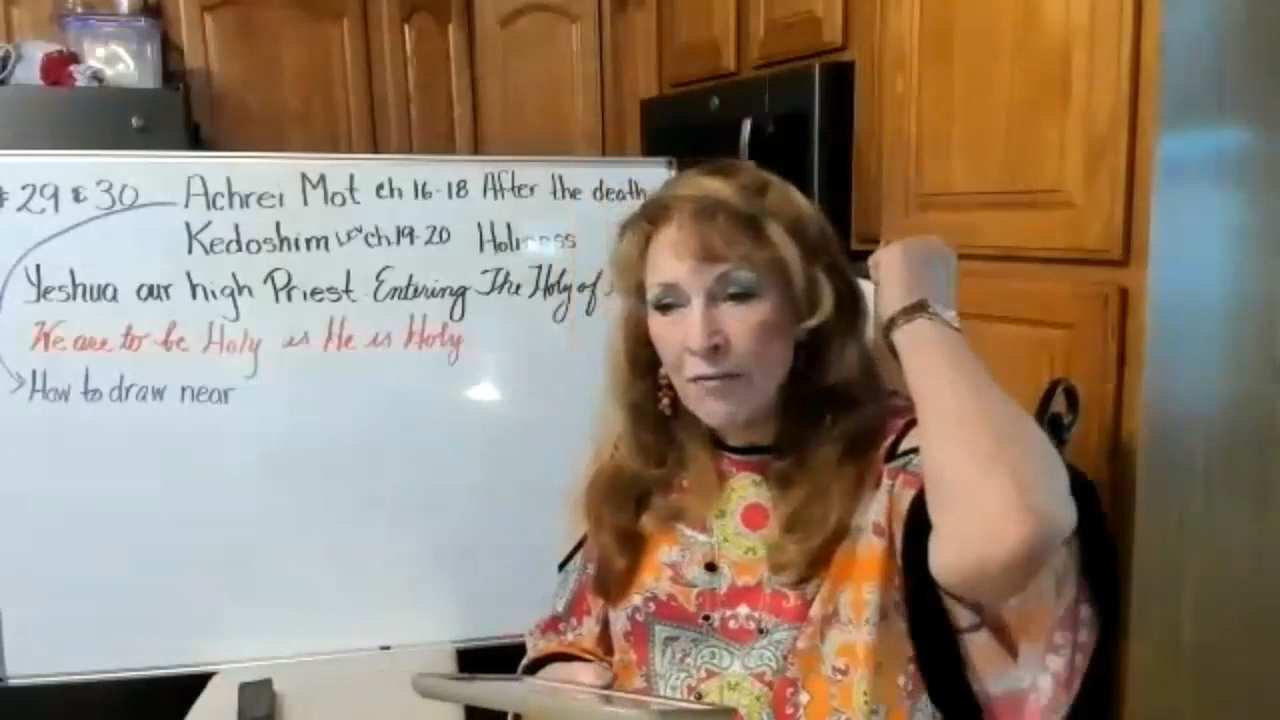 #29 & 30 Achrei Mot ch 16-18 After the death
Kedoshim ch.19-20 Holiness
Yeshua our high Priest Entering The Holy of
We are to be Holy as He is Holy
How to draw near